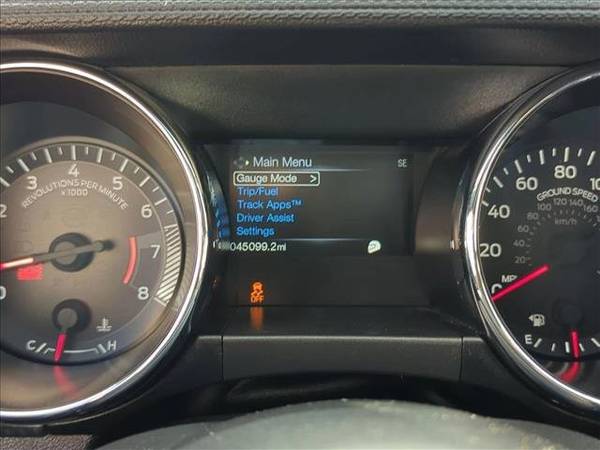 Main Menu SE
Gauge Mode >
Trip/Fuel
Track Apps™
Driver Assist
Settings
045099.2 mi
OFF
3 4 5 6 7 8
REVOLUTIONS PER MINUTE
x1000
C H
0 20 40 60 80
GROUND SPEED
20 40 60 80 100 120 140 160
km/h
E